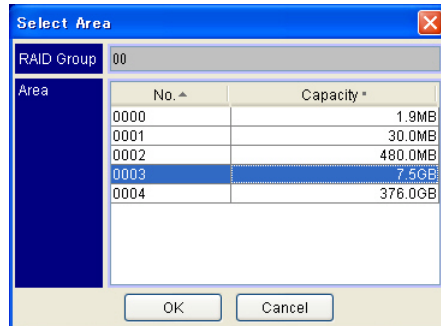 Select Area
RAID Group 00
Area
No. Capacity
0000 1.9MB
0001 30.0MB
0002 480.0MB
0003 7.5GB
0004 376.0GB
OK Cancel